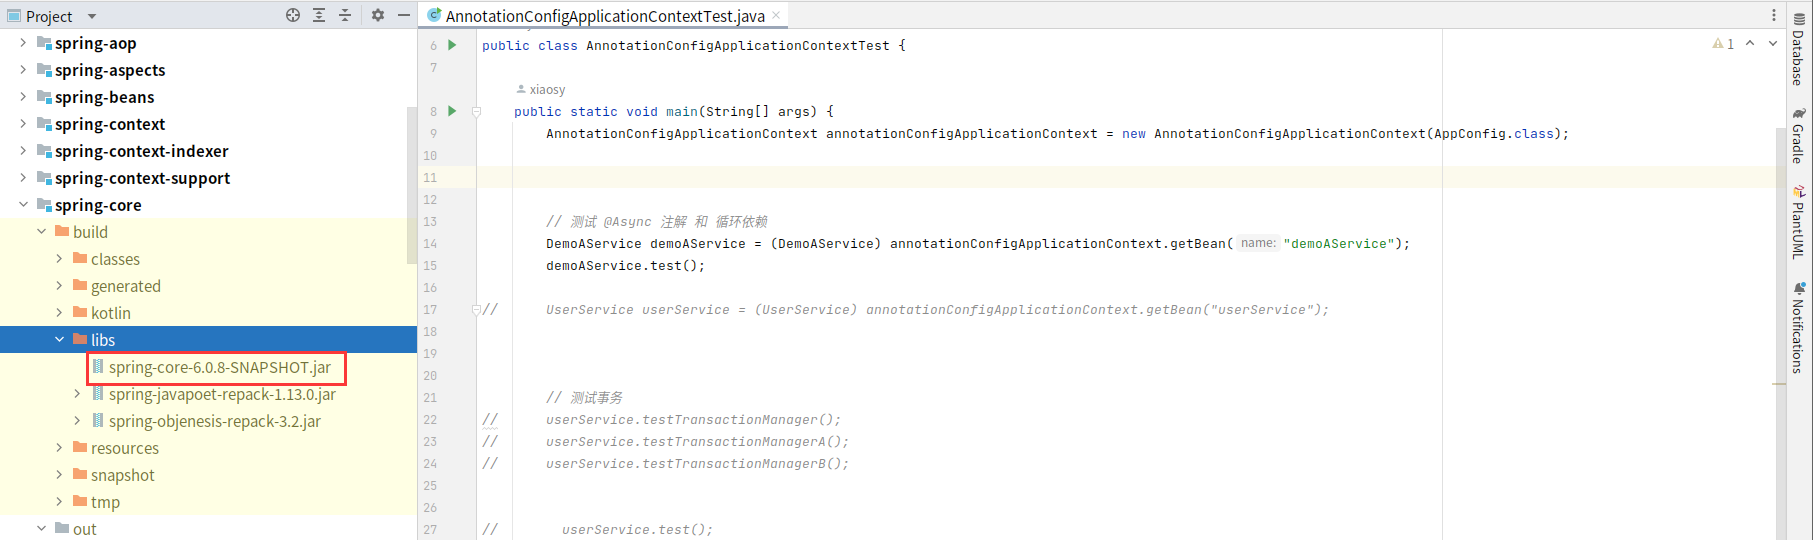 Project
AnnotationConfigApplicationContextTest.java
spring-aop
spring-aspects
spring-beans
spring-context
spring-context-indexer
spring-context-support
spring-core
build
classes
generated
kotlin
libs
spring-core-6.0.8-SNAPSHOT.jar
spring-javapoet-repack-1.13.0.jar
spring-objenesis-repack-3.2.jar
resources
snapshot
tmp
out
6 public class AnnotationConfigApplicationContextTest {
7
xiaosy
8 public static void main(String[] args) {
9 AnnotationConfigApplicationContext annotationConfigApplicationContext = new AnnotationConfigApplicationContext(AppConfig.class);
10
11
12
13 // 测试 @Async 注解 和 循环依赖
14 DemoAService demoAService = (DemoAService) annotationConfigApplicationContext.getBean( name: "demoAService");
15 demoAService.test();
16
17 // UserService userService = (UserService) annotationConfigApplicationContext.getBean("userService");
18
19
20
21 // 测试事务
22 // userService.testTransactionManager();
23 // userService.testTransactionManagerA();
24 // userService.testTransactionManagerB();
25
26
27 // userService.test();
1
Database
Gradle
PlantUML
Notifications